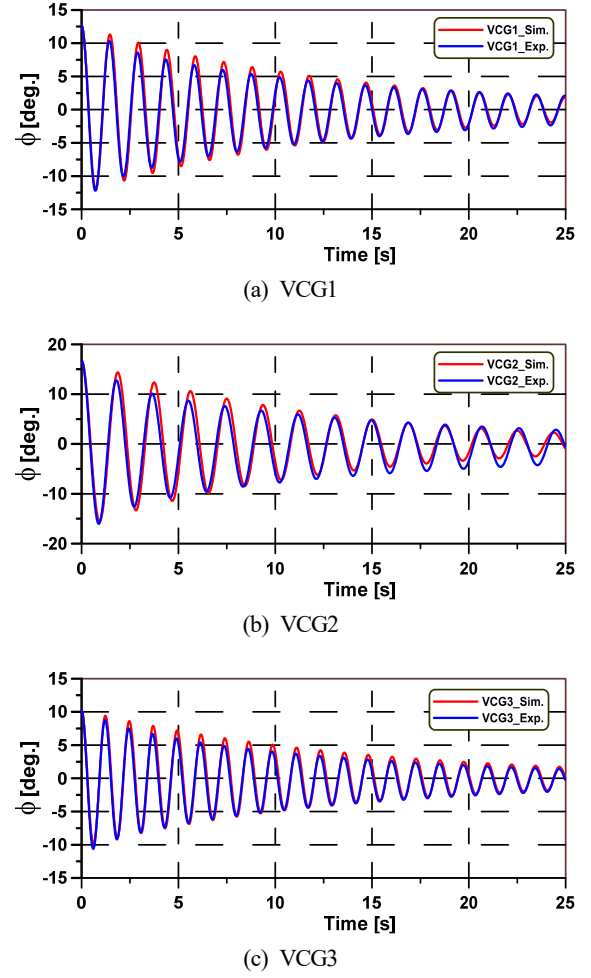 15
VCG1_Sim.
10
VCG1_Exp.
5
ϕ [deg.]
0
-5
-10
-15
0 5 10 15 20 25
Time [s]
(a) VCG1
20
VCG2_Sim.
VCG2_Exp.
10
ϕ [deg.]
0
-10
-20
0 5 10 15 20 25
Time [s]
(b) VCG2
15
VCG3_Sim.
10
VCG3_Exp.
5
ϕ [deg.]
0
-5
-10
-15
0 5 10 15 20 25
Time [s]
(c) VCG3